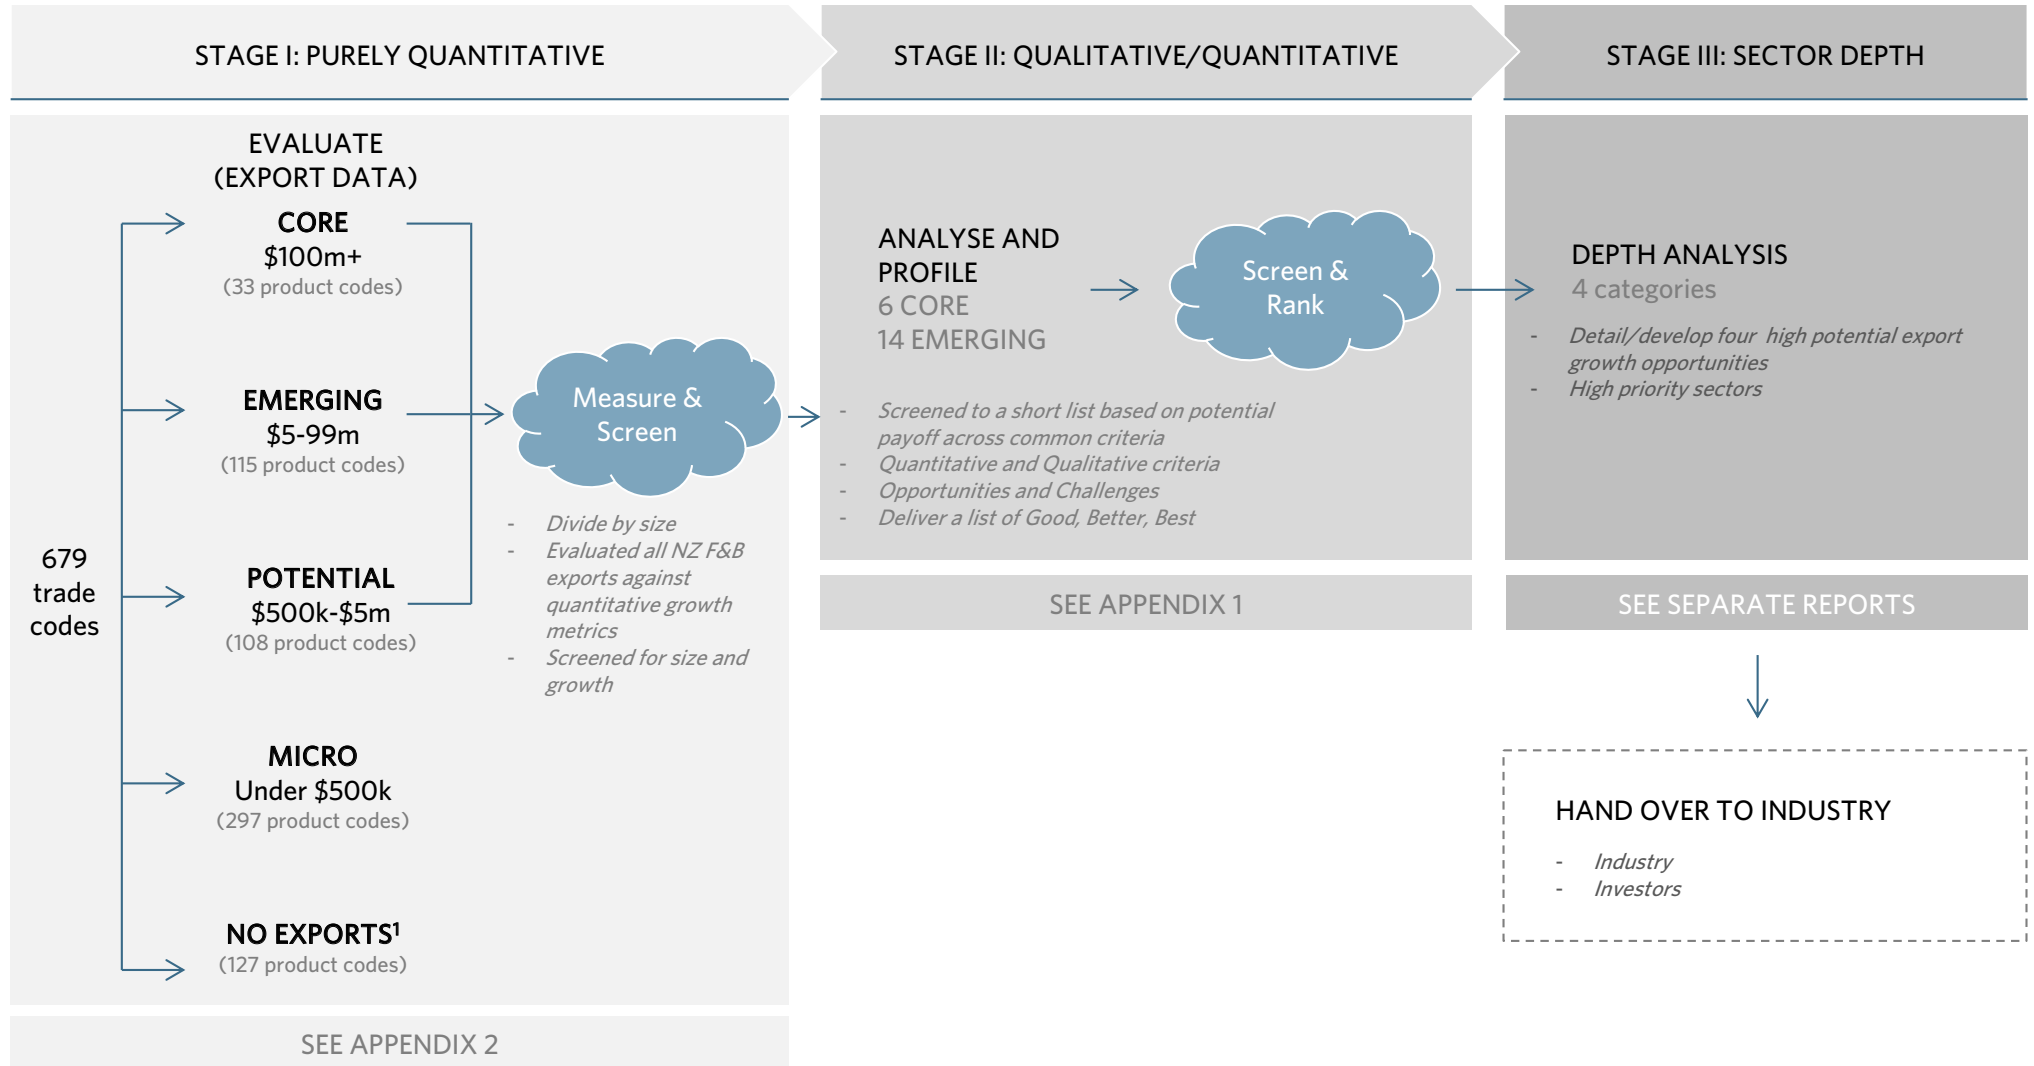 STAGE I: PURELY QUANTITATIVE
STAGE II: QUALITATIVE/QUANTITATIVE
STAGE III: SECTOR DEPTH
EVALUATE
(EXPORT DATA)
679
trade
codes
CORE
$100m+
(33 product codes)
EMERGING
$5-99m
(115 product codes)
POTENTIAL
$500k-$5m
(108 product codes)
MICRO
Under $500k
(297 product codes)
NO EXPORTS¹
(127 product codes)
Measure &
Screen
- Divide by size
- Evaluated all NZ F&B
exports against
quantitative growth
metrics
- Screened for size and
growth
SEE APPENDIX 2
ANALYSE AND
PROFILE
6 CORE
14 EMERGING
Screen &
Rank
- Screened to a short list based on potential
payoff across common criteria
- Quantitative and Qualitative criteria
- Opportunities and Challenges
- Deliver a list of Good, Better, Best
SEE APPENDIX 1
DEPTH ANALYSIS
4 categories
- Detail/develop four high potential export
growth opportunities
- High priority sectors
SEE SEPARATE REPORTS
HAND OVER TO INDUSTRY
- Industry
- Investors